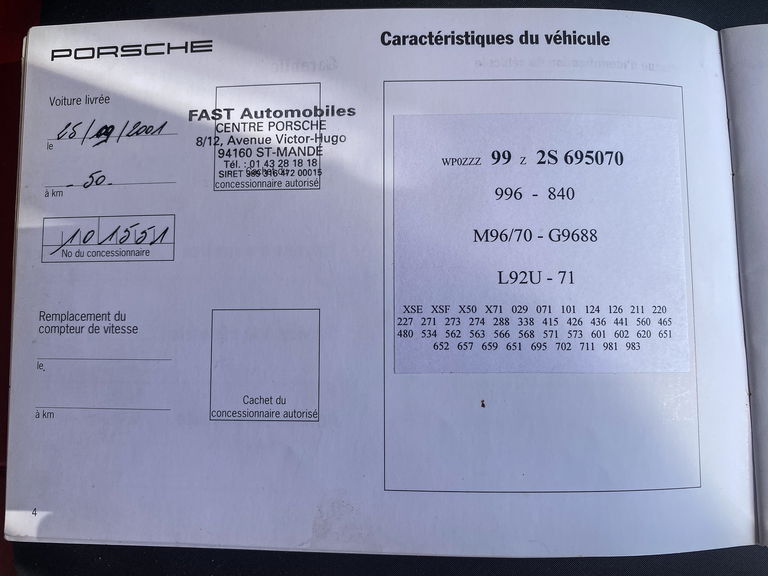 PORSCHE
Voiture livrée
le 25/09/2001
-50-
à km
101551
No du concessionnaire
FAST Automobiles
CENTRE PORSCHE
8/12, Avenue Victor-Hugo
94160 ST-MANDÉ
Tél. : 01 43 28 18 18
SIRET 472 00015
concessionnaire autorisé
Remplacement du
compteur de vitesse
le,
à km
Cachet du
concessionnaire autorisé
4
Caractéristiques du véhicule
WP0ZZZ 99 Z 2S 695070
996 - 840
M96/70 - G9688
L92U - 71
XSE XSF X50 X71 029 071 101 124 126 211 220
227 271 273 274 288 338 415 426 436 441 560 465
480 534 562 563 566 568 571 573 601 602 620 651
652 657 659 651 695 702 711 981 983